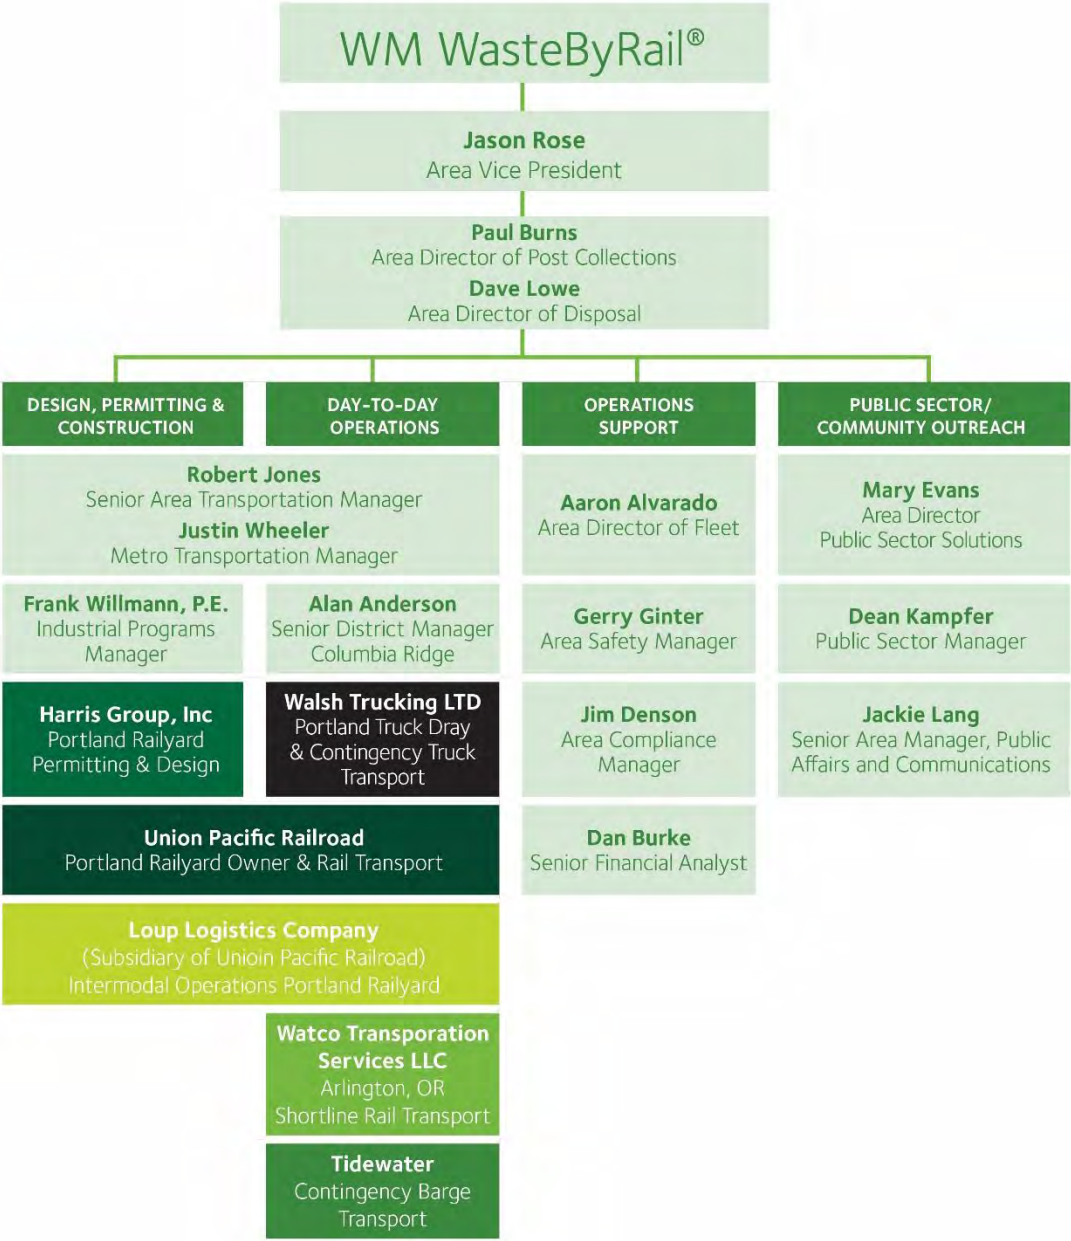 WM WasteByRail®
Jason Rose
Area Vice President
Paul Burns
Area Director of Post Collections
Dave Lowe
Area Director of Disposal
DESIGN, PERMITTING &
CONSTRUCTION
DAY-TO-DAY
OPERATIONS
OPERATIONS
SUPPORT
PUBLIC SECTOR/
COMMUNITY OUTREACH
Robert Jones
Senior Area Transportation Manager
Justin Wheeler
Metro Transportation Manager
Aaron Alvarado
Area Director of Fleet
Mary Evans
Area Director
Public Sector Solutions
Frank Willmann, P.E.
Industrial Programs
Manager
Alan Anderson
Senior District Manager
Columbia Ridge
Gerry Ginter
Area Safety Manager
Dean Kampfer
Public Sector Manager
Harris Group, Inc
Portland Railyard
Permitting & Design
Walsh Trucking LTD
Portland Truck Dray
& Contingency Truck
Transport
Jim Denson
Area Compliance
Manager
Jackie Lang
Senior Area Manager, Public
Affairs and Communications
Union Pacific Railroad
Portland Railyard Owner & Rail Transport
Dan Burke
Senior Financial Analyst
Loup Logistics Company
(Subsidiary of Unioin Pacific Railroad)
Intermodal Operations Portland Railyard
Watco Transporation
Services LLC
Arlington, OR
Shortline Rail Transport
Tidewater
Contingency Barge
Transport